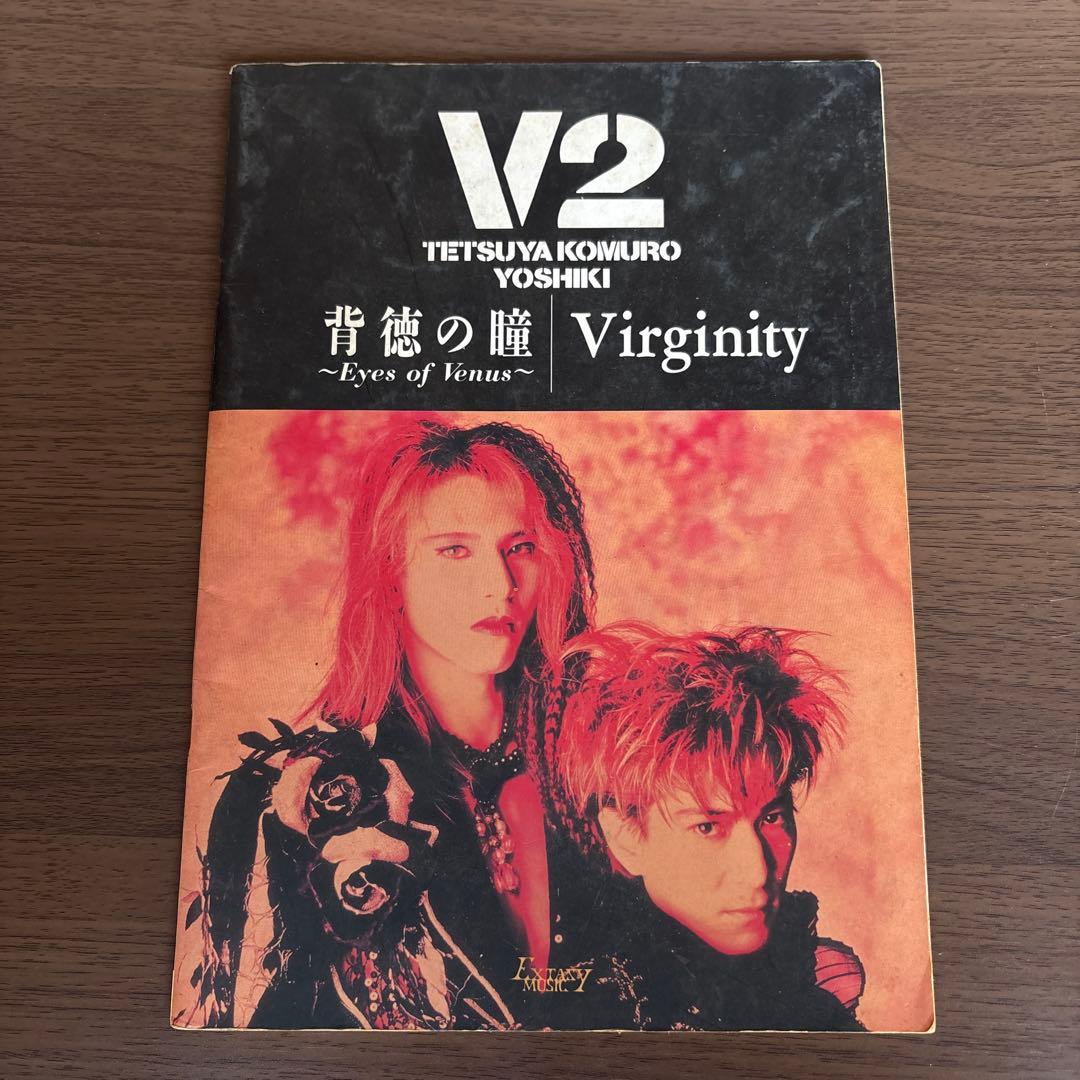 V2
TETSUYA KOMURO
YOSHIKI
背徳の瞳
~Eyes of Venus~
Virginity
EXTASY
MUSIC